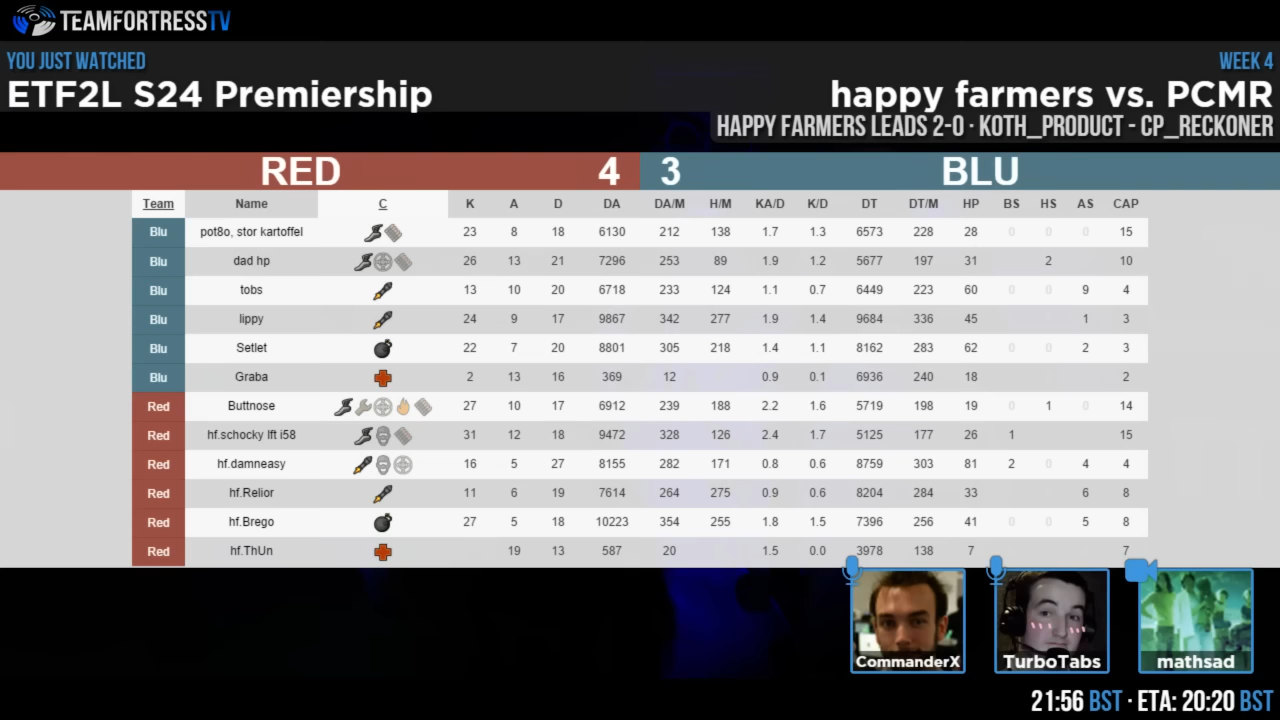 TEAMFORTRESSTV
YOU JUST WATCHED
WEEK 4
ETF2L S24 Premiership
happy farmers vs. PCMR
HAPPY FARMERS LEADS 2-0 · KOTH_PRODUCT - CP_RECKONER
RED 4 3 BLU
Team Name C K A D DA DA/M H/M KA/D K/D DT DT/M HP BS HS AS CAP
Blu pot8o, stor kartoffel 23 8 18 6130 212 138 1.7 1.3 6573 228 28 0 0 0 15
Blu dad hp 26 13 21 7296 253 89 1.9 1.2 5677 197 31 2 10
Blu tobs 13 10 20 6718 233 124 1.1 0.7 6449 223 60 0 0 9 4
Blu lippy 24 9 17 9867 342 277 1.9 1.4 9684 336 45 1 3
Blu Setlet 22 7 20 8801 305 218 1.4 1.1 8162 283 62 0 0 2 3
Blu Graba 2 13 16 369 12 0.9 0.1 6936 240 18 2
Red Buttnose 27 10 17 6912 239 188 2.2 1.6 5719 198 19 0 1 0 14
Red hf.schocky lft i58 31 12 18 9472 328 126 2.4 1.7 5125 177 26 1 15
Red hf.damneasy 16 5 27 8155 282 171 0.8 0.6 8759 303 81 2 0 4 4
Red hf.Relior 11 6 19 7614 264 275 0.9 0.6 8204 284 33 6 8
Red hf.Brego 27 5 18 10223 354 255 1.8 1.5 7396 256 41 0 0 5 8
Red hf.ThUn 19 13 587 20 1.5 0.0 3978 138 7 7
CommanderX TurboTabs mathsad
21:56 BST · ETA: 20:20 BST